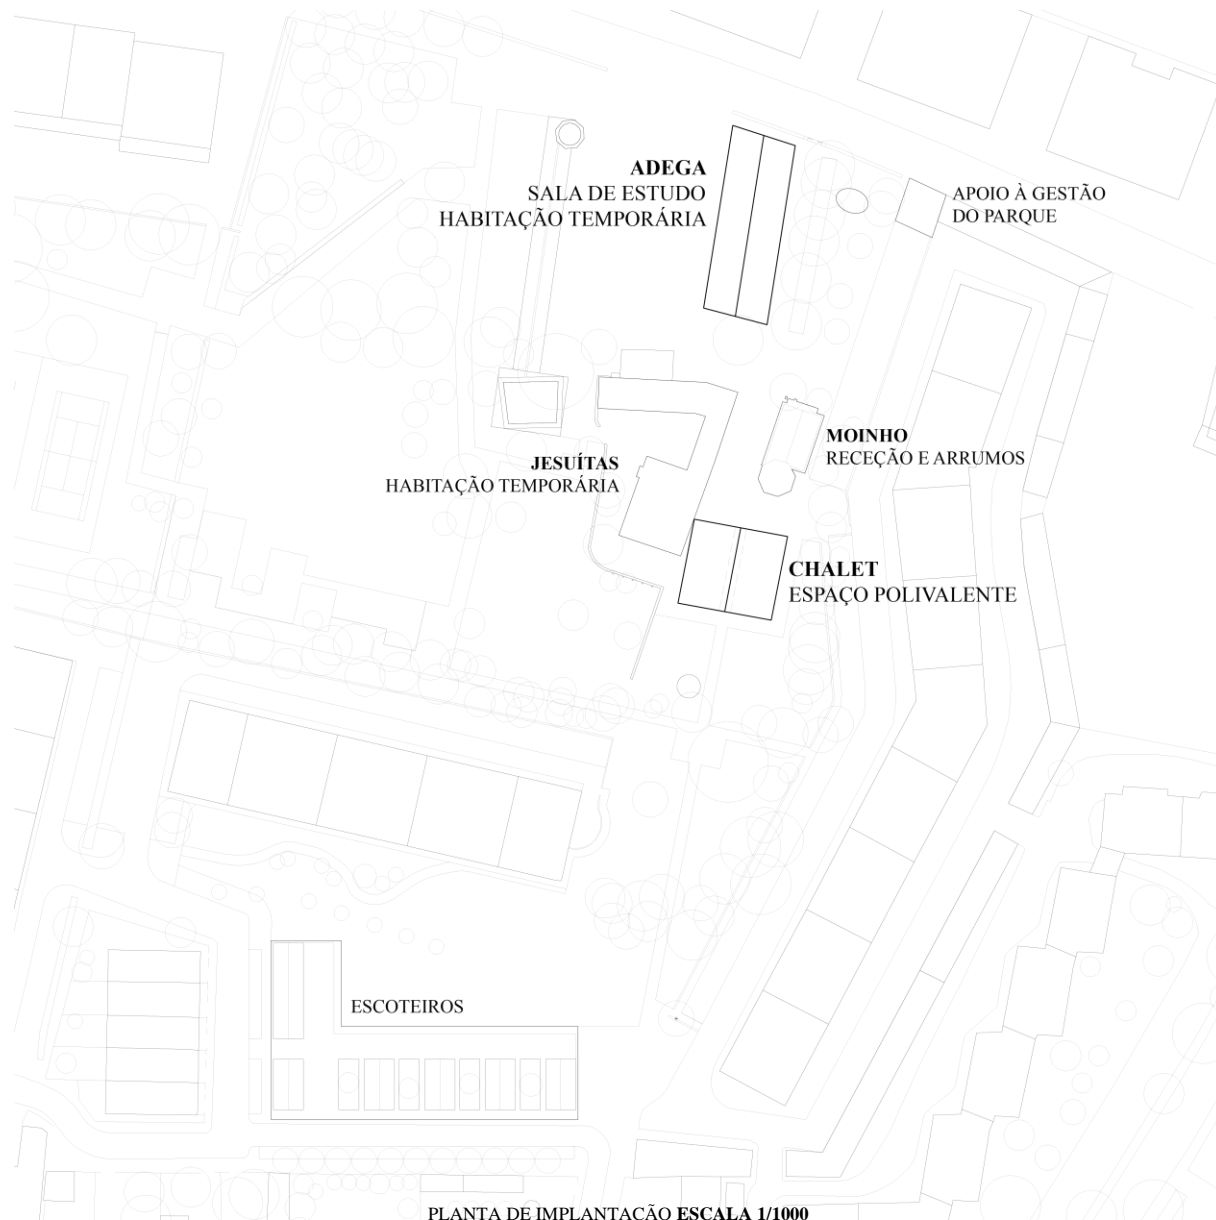 ADEGA
SALA DE ESTUDO
HABITAÇÃO TEMPORÁRIA
APOIO À GESTÃO
DO PARQUE
MOINHO
RECEÇÃO E ARRUMOS
JESUÍTAS
HABITAÇÃO TEMPORÁRIA
CHALET
ESPAÇO POLIVALENTE
ESCOTEIROS
PLANTA DE IMPLANTAÇÃO ESCALA 1/1000